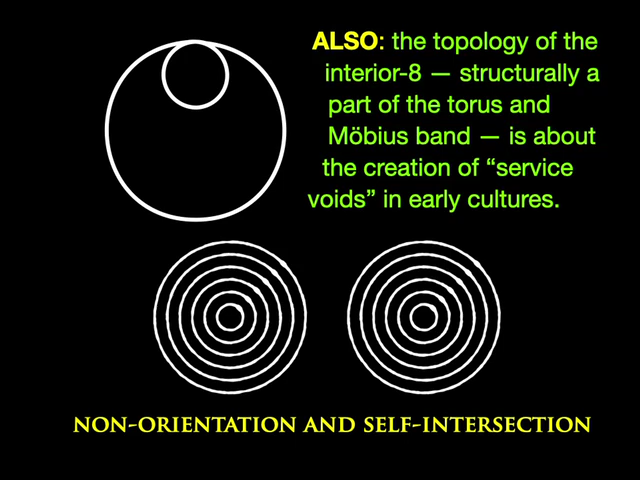 ALSO: the topology of the
interior-8 — structurally a
part of the torus and
Möbius band — is about
the creation of “service
voids” in early cultures.
NON-ORIENTATION AND SELF-INTERSECTION